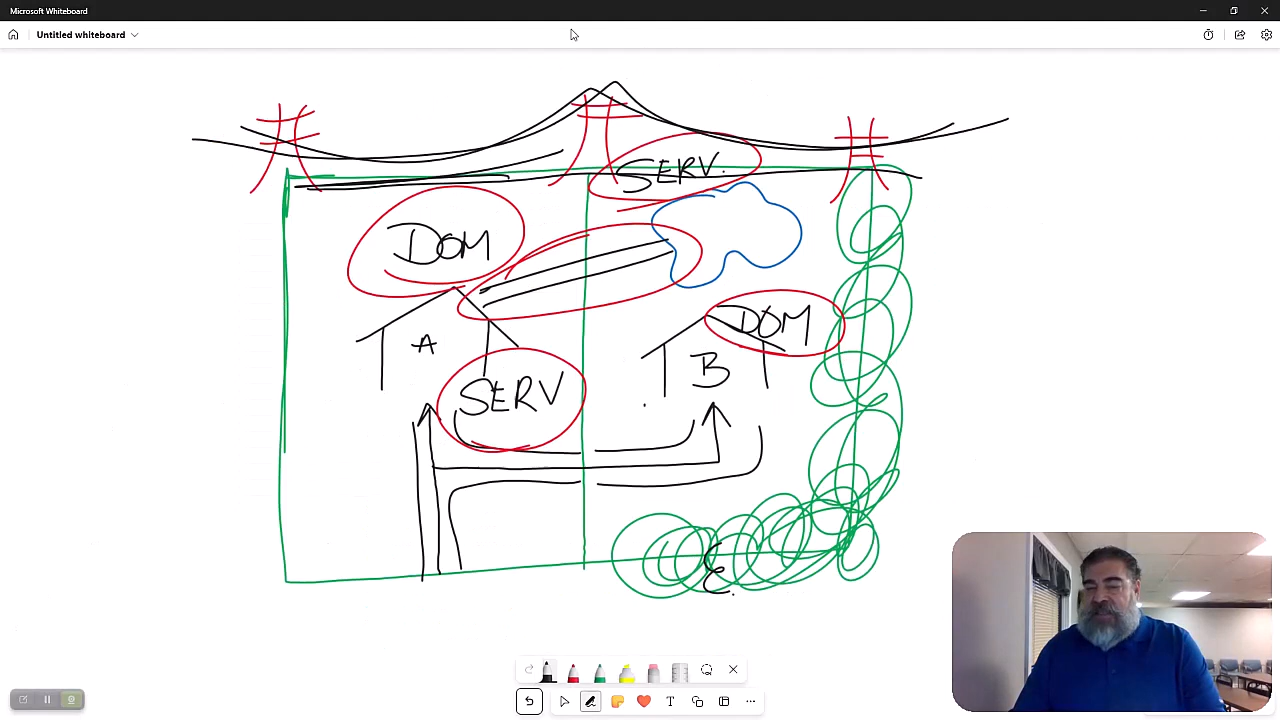 Microsoft Whiteboard
Untitled whiteboard
SERV.
DOM
DOM
A
B
SERV
E.
T